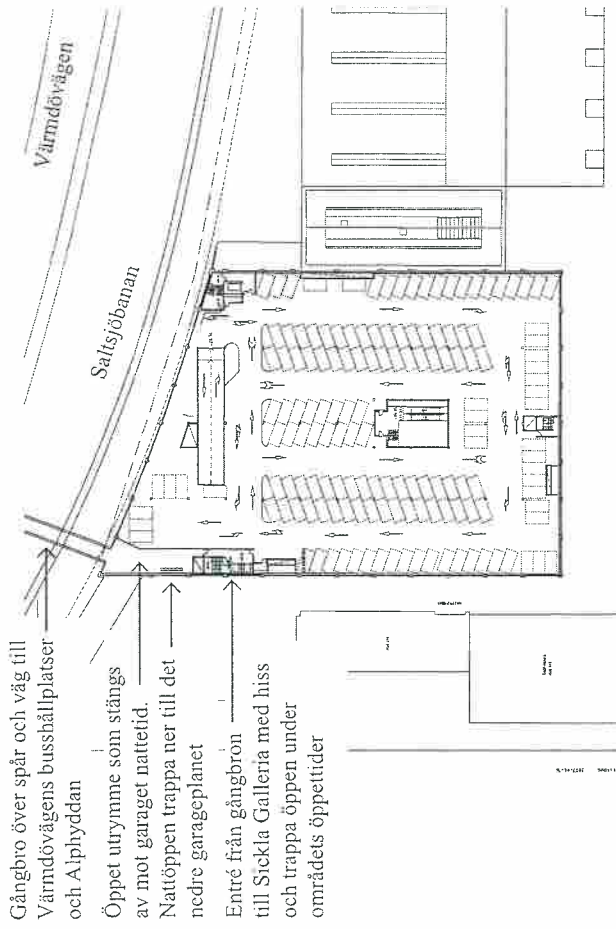 Gångbro över spår och väg till
Värmdövägens busshållplatser
och Alphyddan
Öppet utrymme som stängs
av mot garaget nattetid.
Nattöppen trappa ner till det
nedre garageplanet
Entré från gångbron
till Sickla Galleria med hiss
och trappa öppen under
områdets öppettider
Värmdövägen
Saltsjöbanan